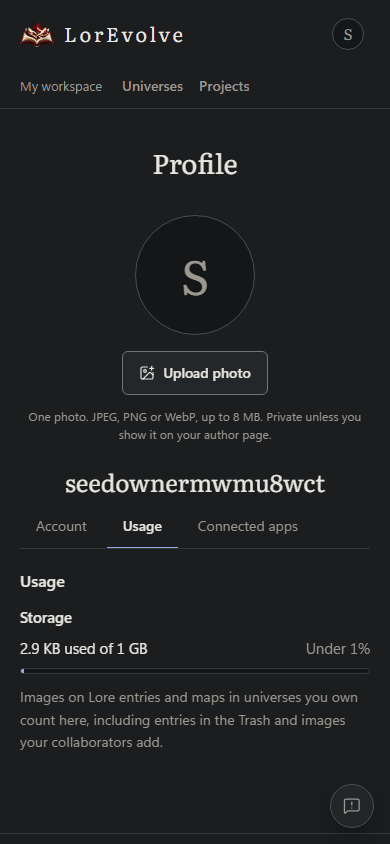 LorEvolve
S
My workspace
Universes
Projects
Profile
S
Upload photo
One photo. JPEG, PNG or WebP, up to 8 MB. Private unless you
show it on your author page.
seedownermwmu8wct
Account
Usage
Connected apps
Usage
Storage
2.9 KB used of 1 GB
Under 1%
Images on Lore entries and maps in universes you own
count here, including entries in the Trash and images
your collaborators add.